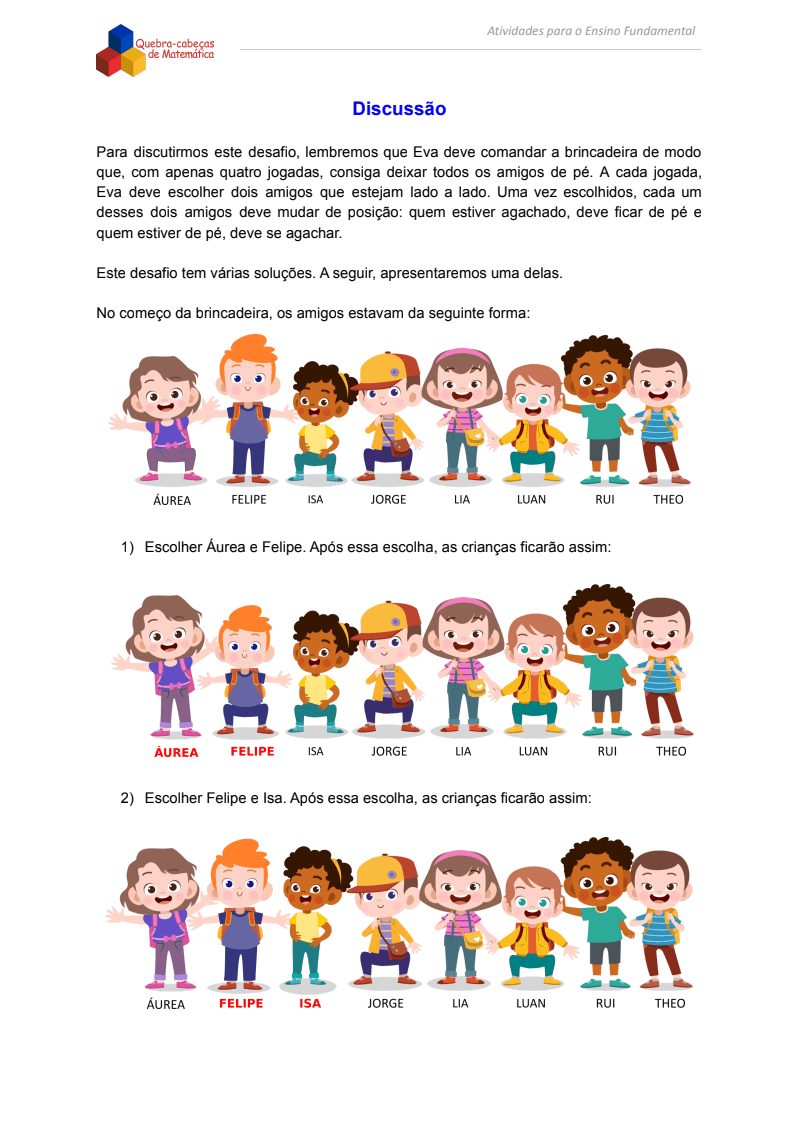 Quebra-cabeças
de Matemática
Atividades para o Ensino Fundamental
Discussão
Para discutirmos este desafio, lembremos que Eva deve comandar a brincadeira de modo
que, com apenas quatro jogadas, consiga deixar todos os amigos de pé. A cada jogada,
Eva deve escolher dois amigos que estejam lado a lado. Uma vez escolhidos, cada um
desses dois amigos deve mudar de posição: quem estiver agachado, deve ficar de pé e
quem estiver de pé, deve se agachar.
Este desafio tem várias soluções. A seguir, apresentaremos uma delas.
No começo da brincadeira, os amigos estavam da seguinte forma:
ÁUREA FELIPE ISA JORGE LIA LUAN RUI THEO
1) Escolher Áurea e Felipe. Após essa escolha, as crianças ficarão assim:
ÁUREA FELIPE ISA JORGE LIA LUAN RUI THEO
2) Escolher Felipe e Isa. Após essa escolha, as crianças ficarão assim:
ÁUREA FELIPE ISA JORGE LIA LUAN RUI THEO